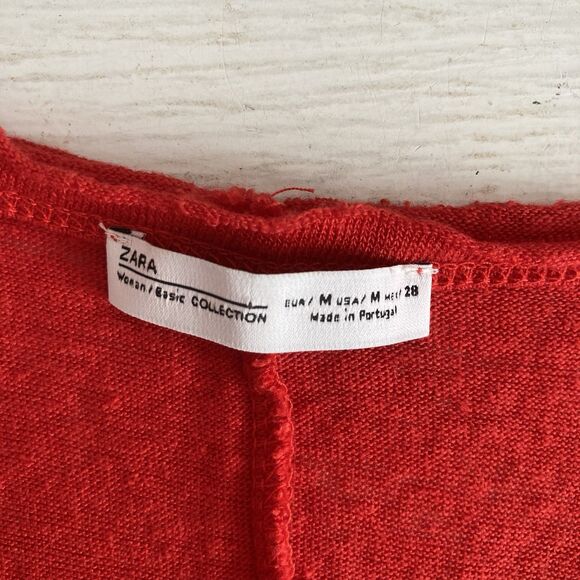 ZARA
Woman / Basic COLLECTION
EUR/ M USA/ M MEX/ 28
Made in Portugal